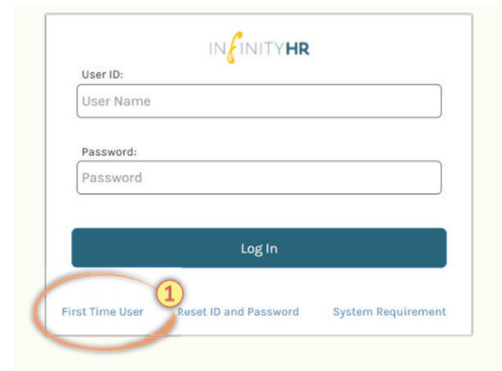 INFINITYHR
User ID:
User Name
Password:
Password
Log In
1
First Time User Reset ID and Password System Requirement